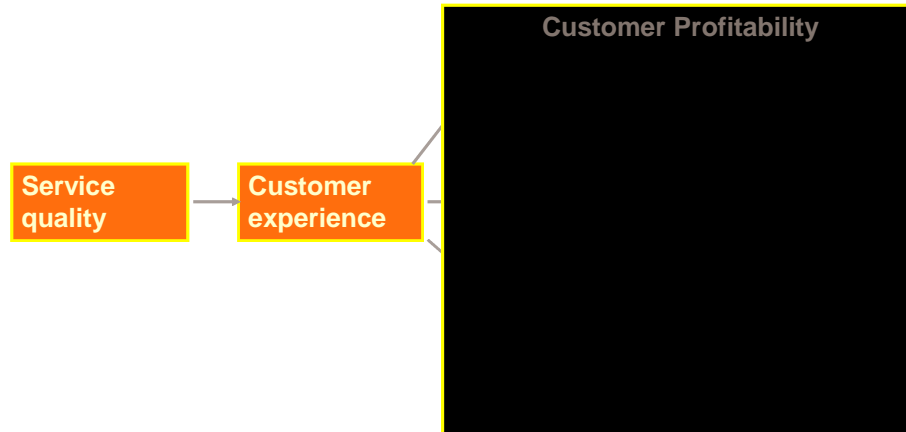 Customer Profitability
Service
quality
Customer
experience